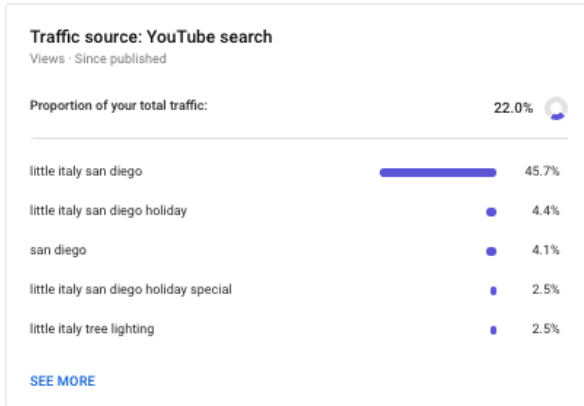 Traffic source: YouTube search
Views · Since published
Proportion of your total traffic: 22.0%
little italy san diego 45.7%
little italy san diego holiday 4.4%
san diego 4.1%
little italy san diego holiday special 2.5%
little italy tree lighting 2.5%
SEE MORE